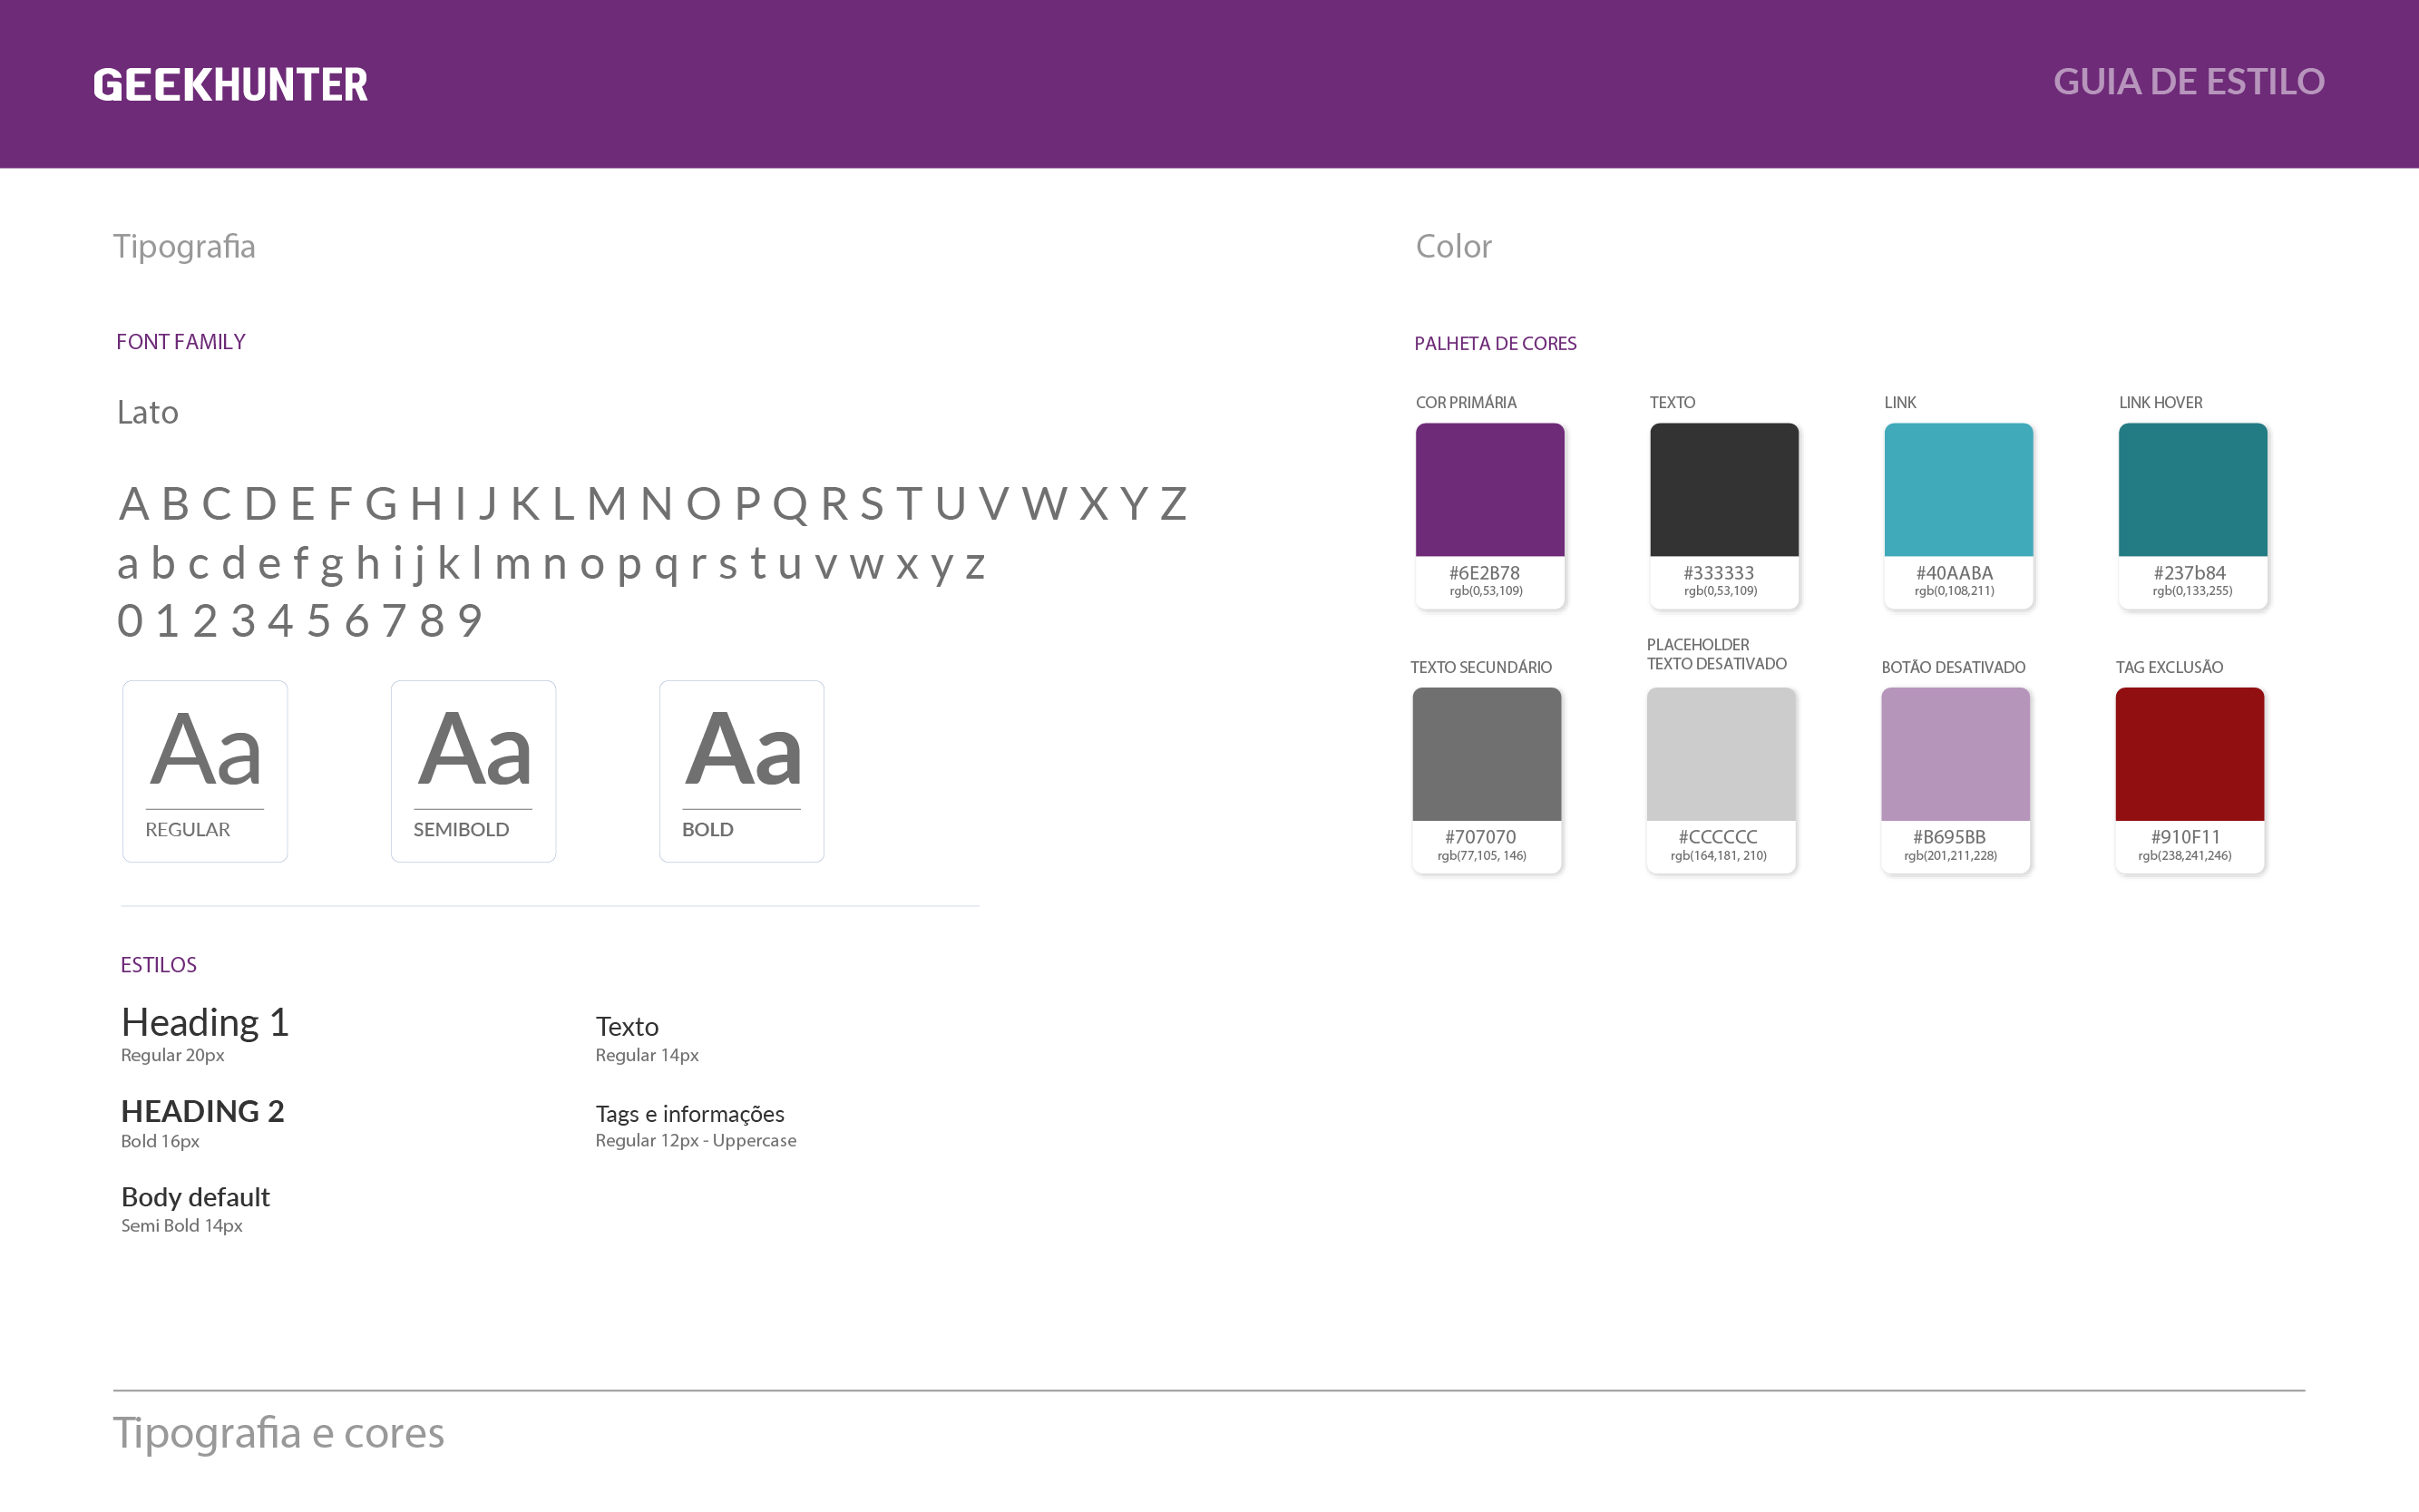 GEEKHUNTER
GUIA DE ESTILO
Tipografia
FONT FAMILY
Lato
A B C D E F G H I J K L M N O P Q R S T U V W X Y Z
a b c d e f g h i j k l m n o p q r s t u v w x y z
0 1 2 3 4 5 6 7 8 9
Aa
REGULAR
Aa
SEMIBOLD
Aa
BOLD
ESTILOS
Heading 1
Regular 20px
HEADING 2
Bold 16px
Body default
Semi Bold 14px
Texto
Regular 14px
Tags e informações
Regular 12px - Uppercase
Color
PALHETA DE CORES
COR PRIMÁRIA
#6E2B78
rgb(0,53,109)
TEXTO
#333333
rgb(0,53,109)
LINK
#40AABA
rgb(0,108,211)
LINK HOVER
#237b84
rgb(0,133,255)
TEXTO SECUNDÁRIO
#707070
rgb(77,105, 146)
PLACEHOLDER
TEXTO DESATIVADO
#CCCCCC
rgb(164,181, 210)
BOTÃO DESATIVADO
#B695BB
rgb(201,211,228)
TAG EXCLUSÃO
#910F11
rgb(238,241,246)
Tipografia e cores